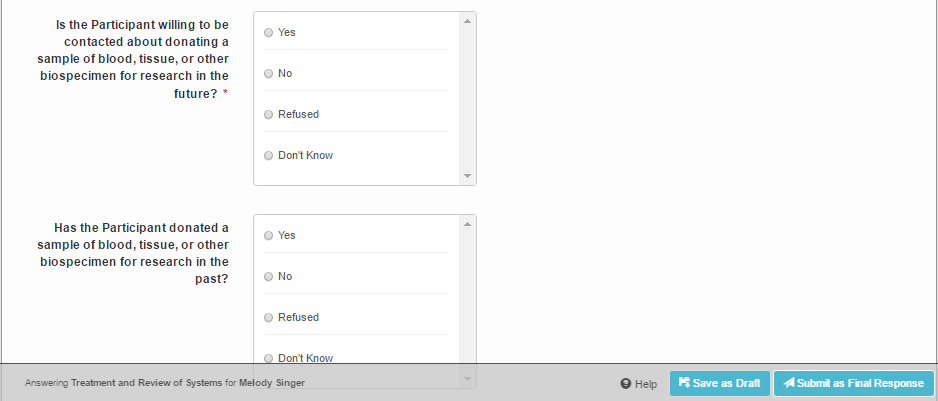 Is the Participant willing to be
contacted about donating a
sample of blood, tissue, or other
biospecimen for research in the
future? *
Yes
No
Refused
Don't Know
Has the Participant donated a
sample of blood, tissue, or other
biospecimen for research in the
past?
Yes
No
Refused
Don't Know
Answering Treatment and Review of Systems for Melody Singer
Help
Save as Draft
Submit as Final Response